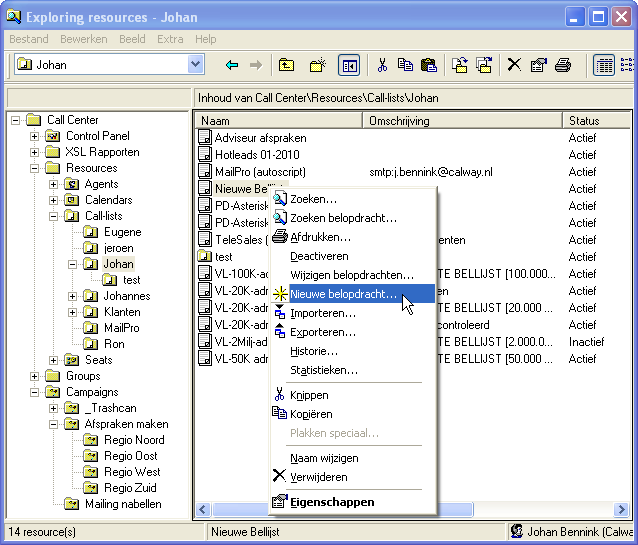 Exploring resources - Johan
Bestand Bewerken Beeld Extra Help
Johan
Inhoud van Call Center\Resources\Call-lists\Johan
Call Center
Control Panel
XSL Rapporten
Resources
Agents
Calendars
Call-lists
Eugene
jeroen
Johan
test
Johannes
Klanten
MailPro
Ron
Seats
Groups
Campaigns
_Trashcan
Afspraken maken
Regio Noord
Regio Oost
Regio West
Regio Zuid
Mailing nabellen
Naam Omschrijving Status
Adviseur afspraken Actief
Hotleads 01-2010 Actief
MailPro (autoscript) smtp:j.bennink@calway.nl Actief
Nieuwe Bellijst Actief
PD-Asterisk Actief
PD-Asterisk Actief
TeleSales ( enten Actief
test Actief
VL-100K-ad TE BELLIJST [100.000... Actief
VL-20K-adr en Actief
VL-20K-adr TE BELLIJST [20.000 ... Actief
VL-20K-adr controleerd Actief
VL-2Milj-adr TE BELLIJST [2.000.0... Inactief
VL-50K adr TE BELLIJST [50.000 ... Actief
Zoeken...
Zoeken belopdracht...
Afdrukken...
Deactiveren
Wijzigen belopdrachten...
Nieuwe belopdracht...
Importeren...
Exporteren...
Historie...
Statistieken...
Knippen
Kopiëren
Plakken speciaal...
Naam wijzigen
Verwijderen
Eigenschappen
14 resource(s) Nieuwe Bellijst Johan Bennink (Calwa